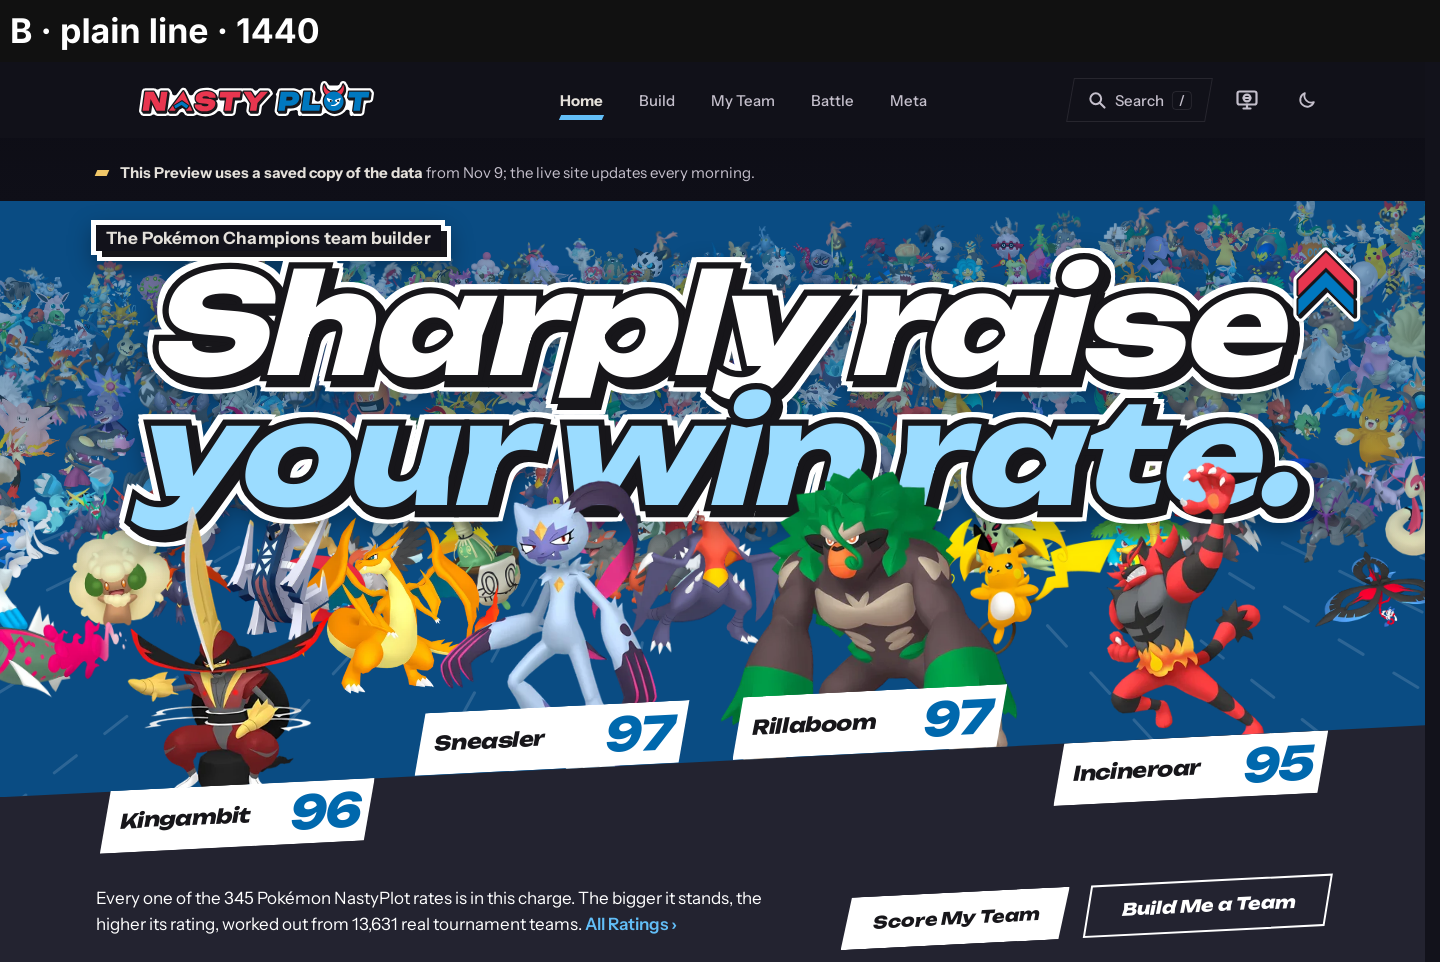 B · plain line · 1440
NASTY PLOT
Home
Build
My Team
Battle
Meta
Search /
This Preview uses a saved copy of the data from Nov 9; the live site updates every morning.
The Pokémon Champions team builder
Sharply raise
your win rate.
Sneasler 97
Rillaboom 97
Incineroar 95
Kingambit 96
Every one of the 345 Pokémon NastyPlot rates is in this charge. The bigger it stands, the
higher its rating, worked out from 13,631 real tournament teams. All Ratings ›
Score My Team
Build Me a Team